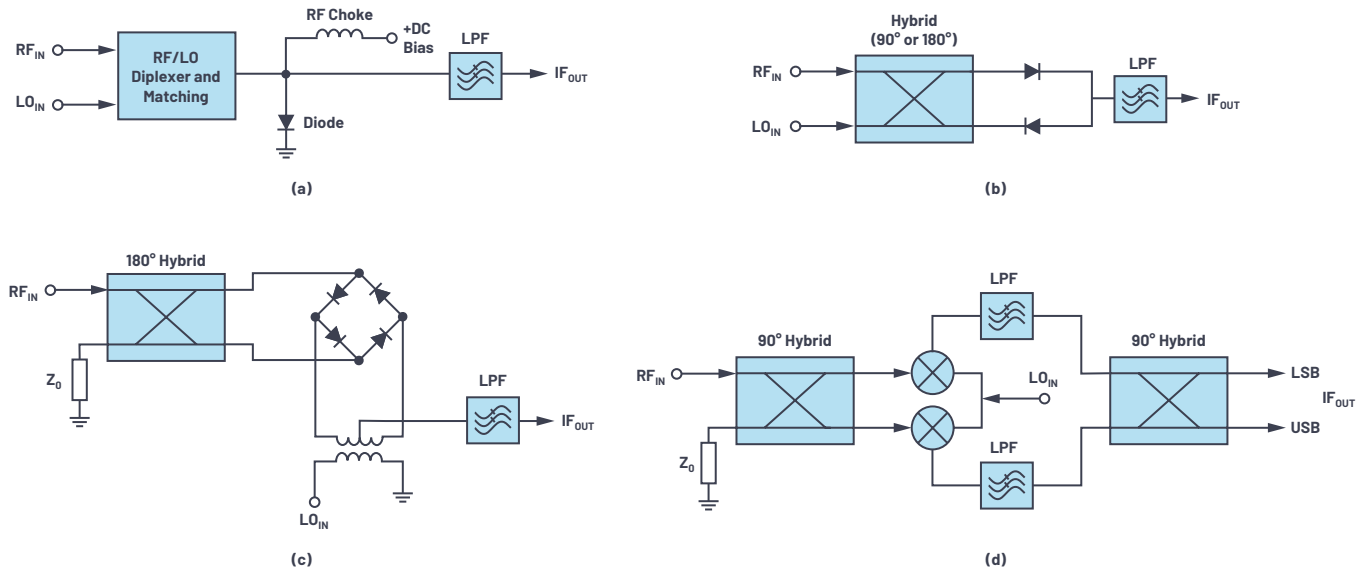 RF Choke
+DC
Bias
LPF
RF_IN
RF/LO
Diplexer and
Matching
LO_IN
IF_OUT
Diode
(a)
Hybrid
(90° or 180°)
LPF
RF_IN
LO_IN
IF_OUT
(b)
180° Hybrid
RF_IN
Z_0
LPF
IF_OUT
LO_IN
(c)
LPF
90° Hybrid
90° Hybrid
RF_IN
LO_IN
LSB
IF_OUT
USB
LPF
Z_0
(d)